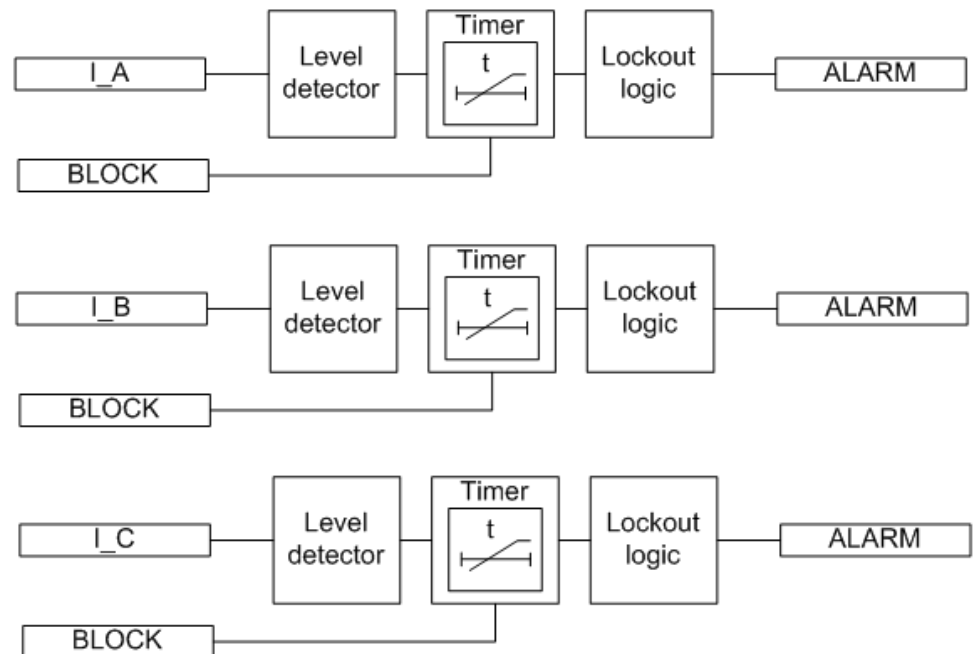 Timer
I_A
Level
detector
t
Lockout
logic
ALARM
BLOCK
Timer
I_B
Level
detector
t
Lockout
logic
ALARM
BLOCK
Timer
I_C
Level
detector
t
Lockout
logic
ALARM
BLOCK